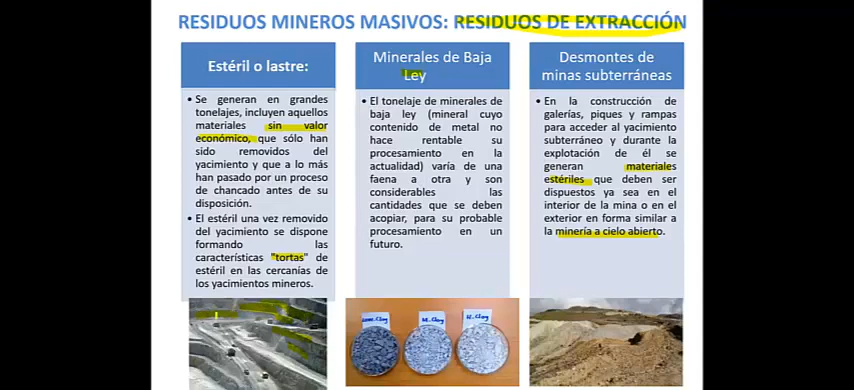 RESIDUOS MINEROS MASIVOS: RESIDUOS DE EXTRACCIÓN
Estéril o lastre:
• Se generan en grandes
tonelajes, incluyen aquellos
materiales sin valor
económico, que sólo han
sido removidos del
yacimiento y que a lo más
han pasado por un proceso
de chancado antes de su
disposición.
• El estéril una vez removido
del yacimiento se dispone
formando las
características "tortas" de
estéril en las cercanías de
los yacimientos mineros.
Minerales de Baja
Ley
• El tonelaje de minerales de
baja ley (mineral cuyo
contenido de metal no
hace rentable su
procesamiento en la
actualidad) varía de una
faena a otra y son
considerables las
cantidades que se deben
acopiar, para su probable
procesamiento en un
futuro.
Desmontes de
minas subterráneas
• En la construcción de
galerías, piques y rampas
para acceder al yacimiento
subterráneo y durante la
explotación de él se
generan materiales
estériles que deben ser
dispuestos ya sea en el
interior de la mina o en el
exterior en forma similar a
la minería a cielo abierto.